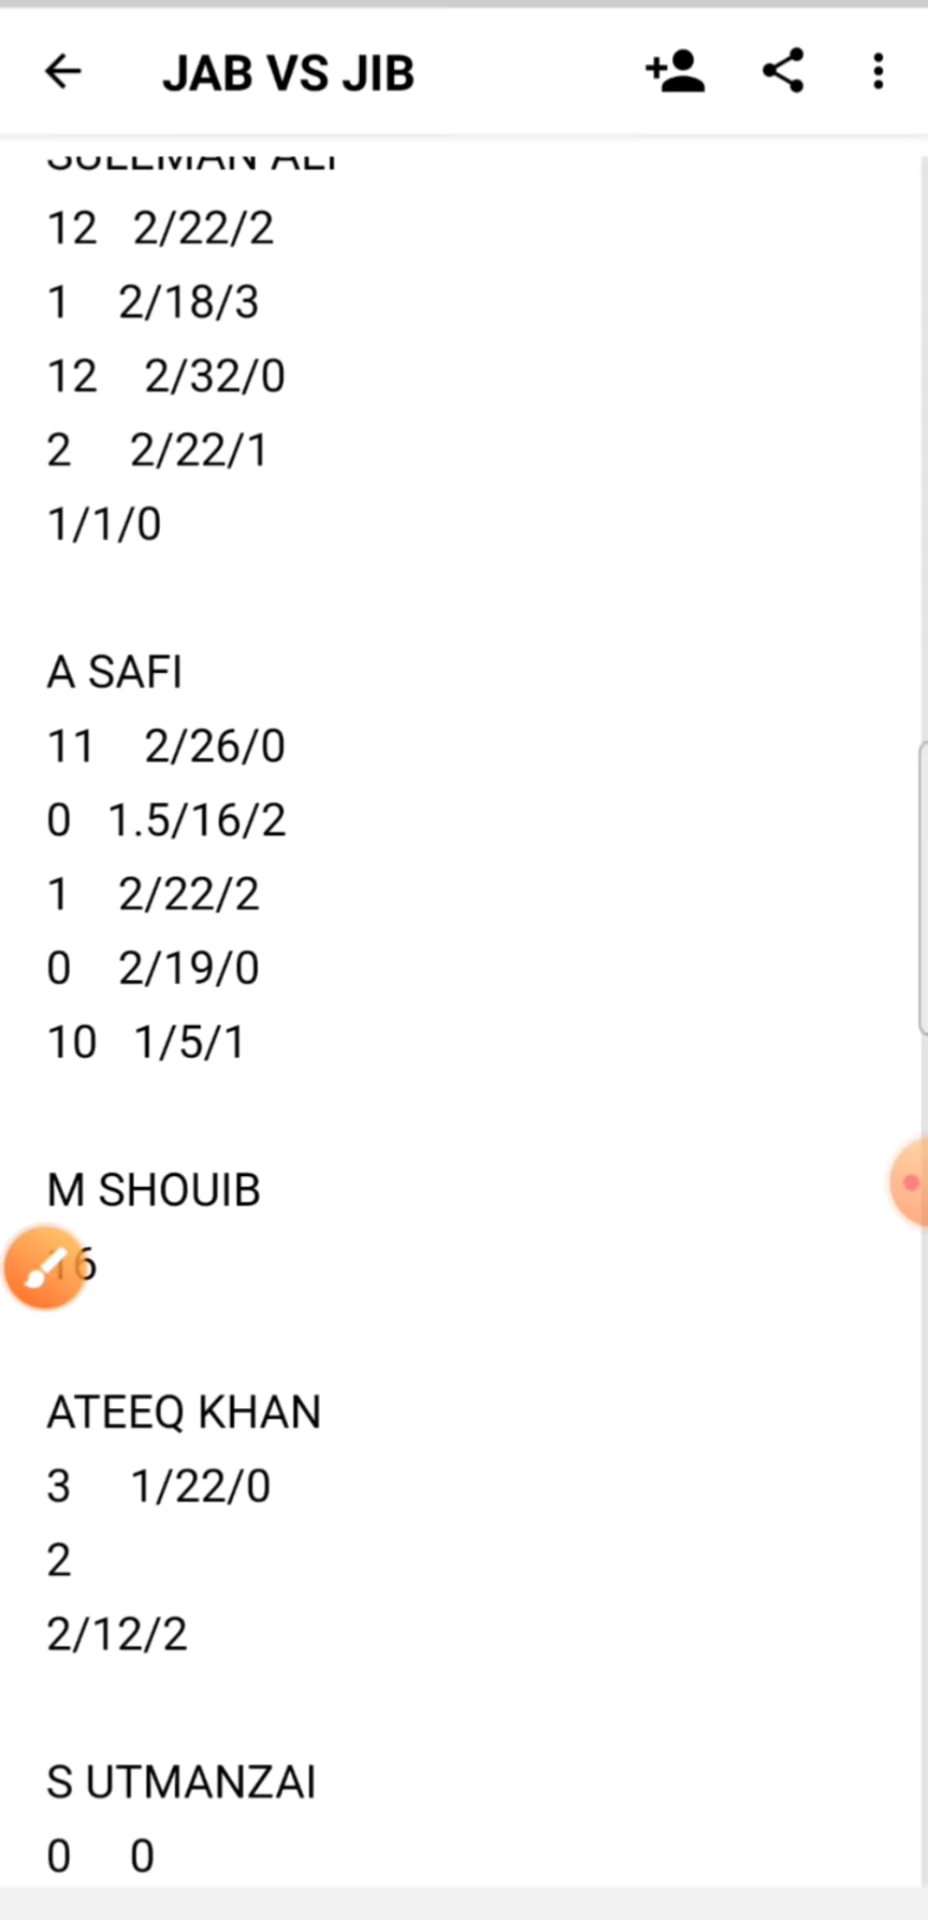 JAB VS JIB
SULEMAN ALI
12 2/22/2
1 2/18/3
12 2/32/0
2 2/22/1
1/1/0
A SAFI
11 2/26/0
0 1.5/16/2
1 2/22/2
0 2/19/0
10 1/5/1
M SHOUIB
16
ATEEQ KHAN
3 1/22/0
2
2/12/2
S UTMANZAI
0 0